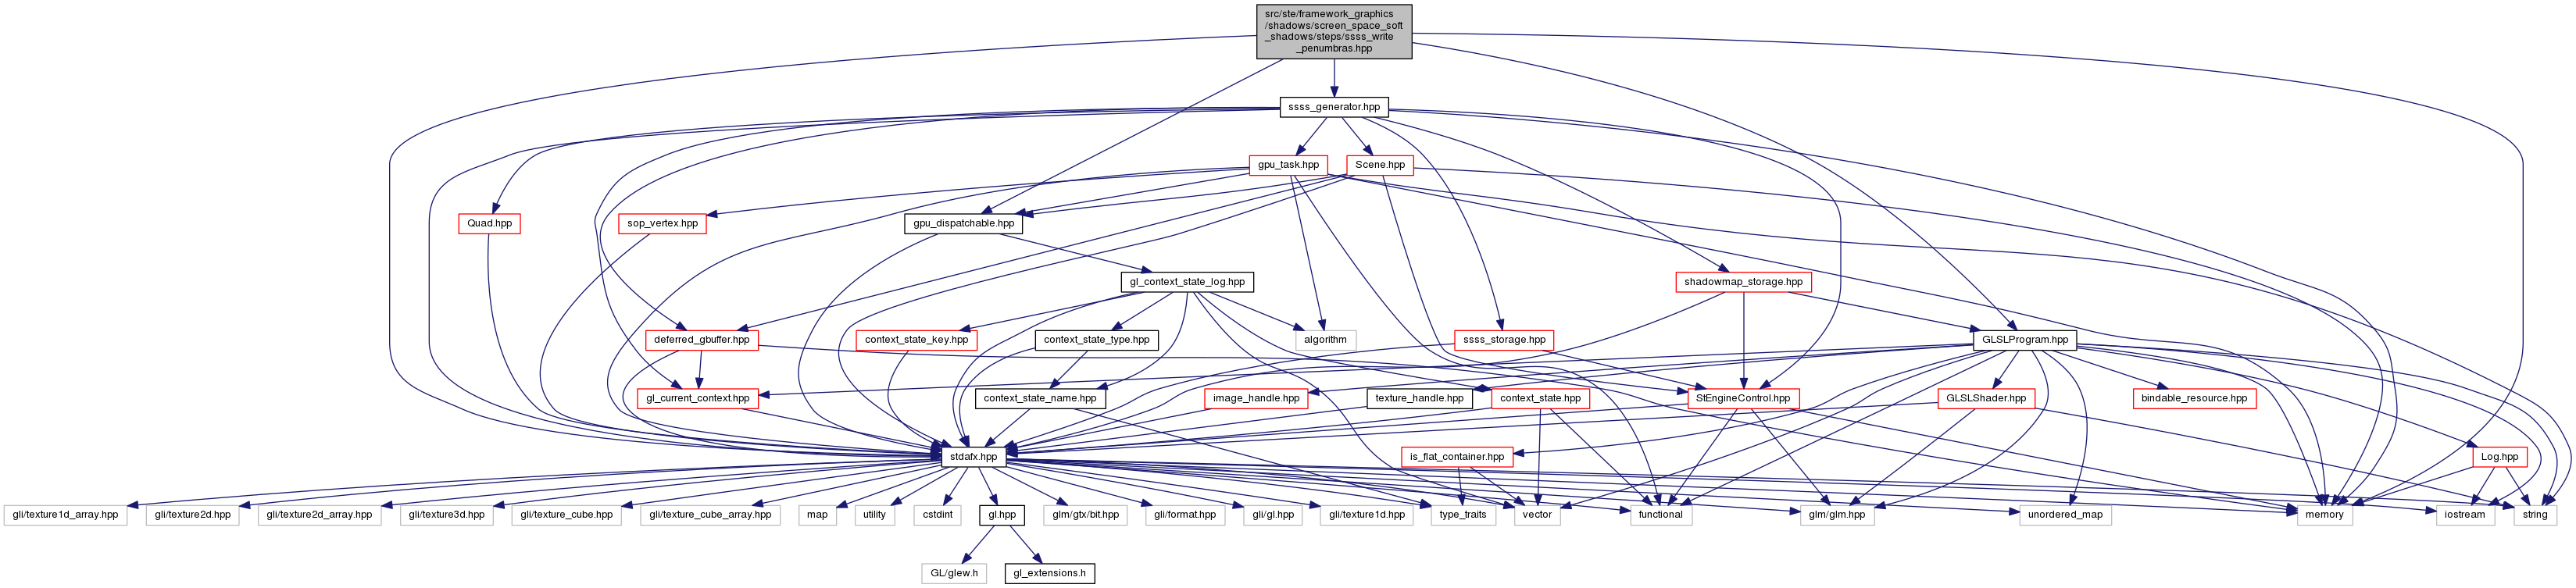 src/ste/framework_graphics
/shadows/screen_space_soft
_shadows/steps/ssss_write
_penumbras.hpp
ssss_generator.hpp
gpu_task.hpp
Scene.hpp
Quad.hpp
sop_vertex.hpp
gpu_dispatchable.hpp
gl_context_state_log.hpp
shadowmap_storage.hpp
deferred_gbuffer.hpp
context_state_key.hpp
context_state_type.hpp
algorithm
ssss_storage.hpp
GLSLProgram.hpp
gl_current_context.hpp
context_state_name.hpp
image_handle.hpp
texture_handle.hpp
context_state.hpp
StEngineControl.hpp
GLSLShader.hpp
bindable_resource.hpp
stdafx.hpp
is_flat_container.hpp
Log.hpp
gli/texture1d_array.hpp
gli/texture2d.hpp
gli/texture2d_array.hpp
gli/texture3d.hpp
gli/texture_cube.hpp
gli/texture_cube_array.hpp
map
utility
cstdint
gl.hpp
glm/gtx/bit.hpp
gli/format.hpp
gli/gl.hpp
gli/texture1d.hpp
type_traits
vector
functional
glm/glm.hpp
unordered_map
memory
iostream
string
GL/glew.h
gl_extensions.h